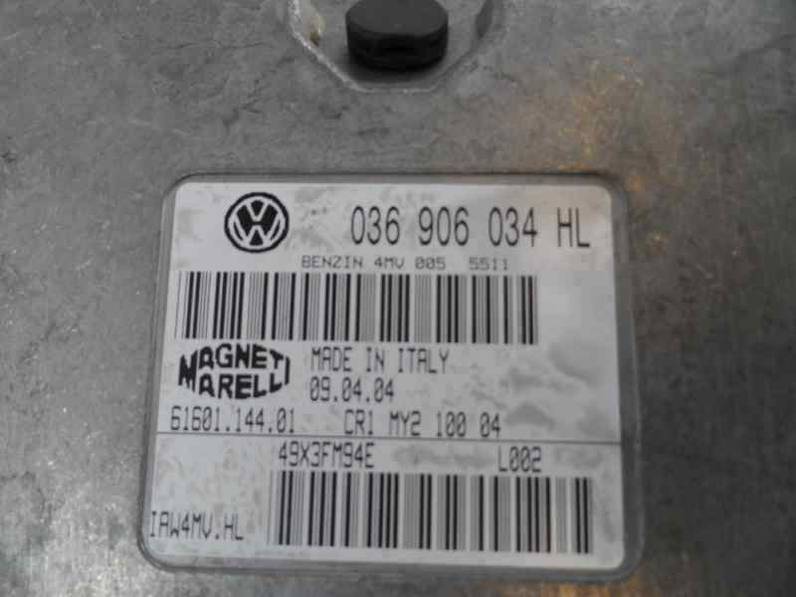 036 906 034 HL
BENZIN 4MV 005 5511
MAGNETI MARELLI
MADE IN ITALY
09.04.04
61601.144.01 CR1 MY2 100 04
49X3FM94E L002
IAW4MV.HL